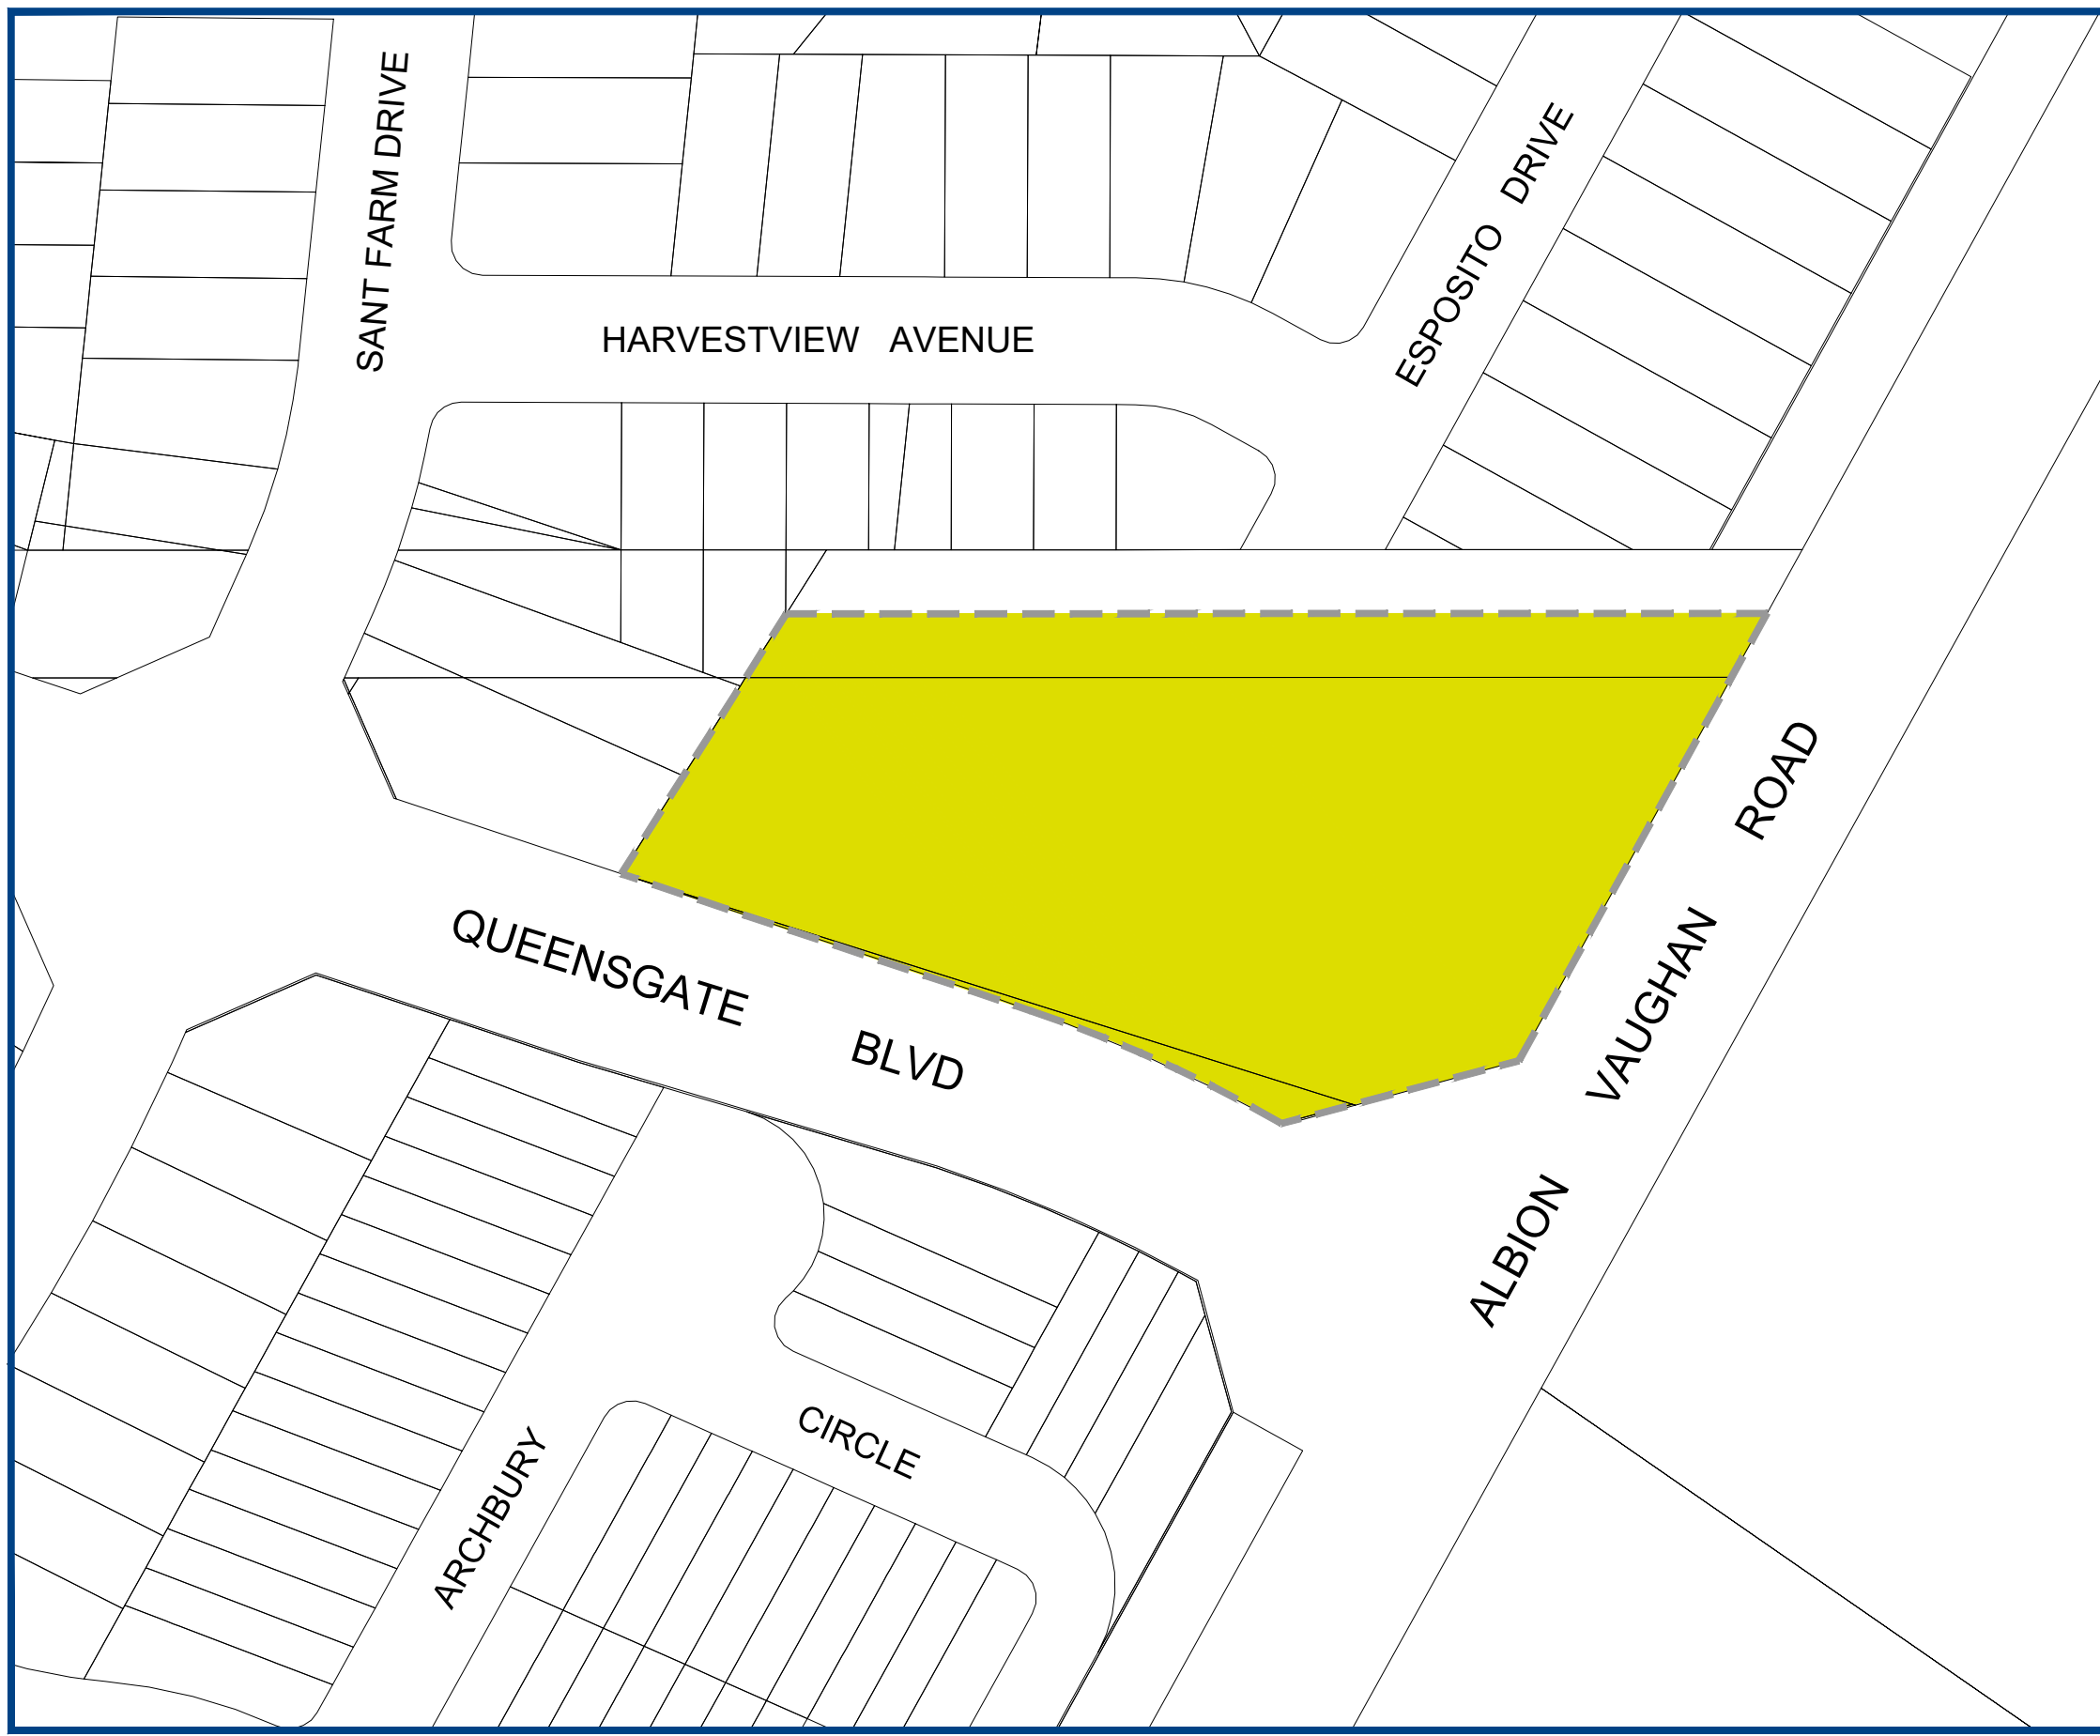 SANT FARM DRIVE
HARVESTVIEW AVENUE
ESPOSITO DRIVE
QUEENSGATE BLVD
ALBION VAUGHAN ROAD
ARCHBURY CIRCLE